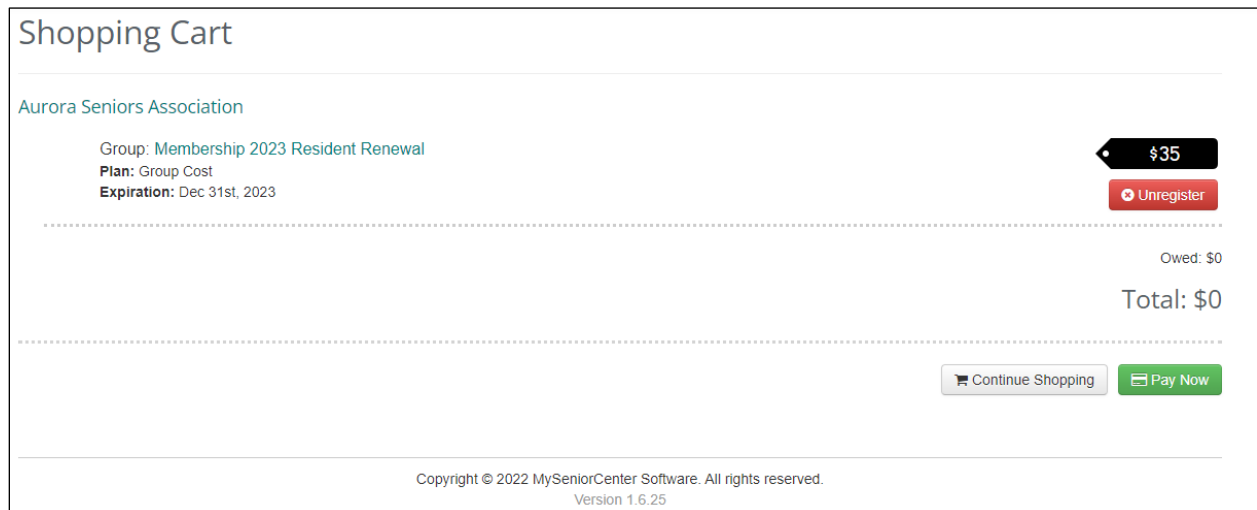 Shopping Cart
Aurora Seniors Association
Group: Membership 2023 Resident Renewal
$35
Plan: Group Cost
Expiration: Dec 31st, 2023
Unregister
Owed: $0
Total: $0
Continue Shopping
Pay Now
Copyright © 2022 MySeniorCenter Software. All rights reserved.
Version 1.6.25